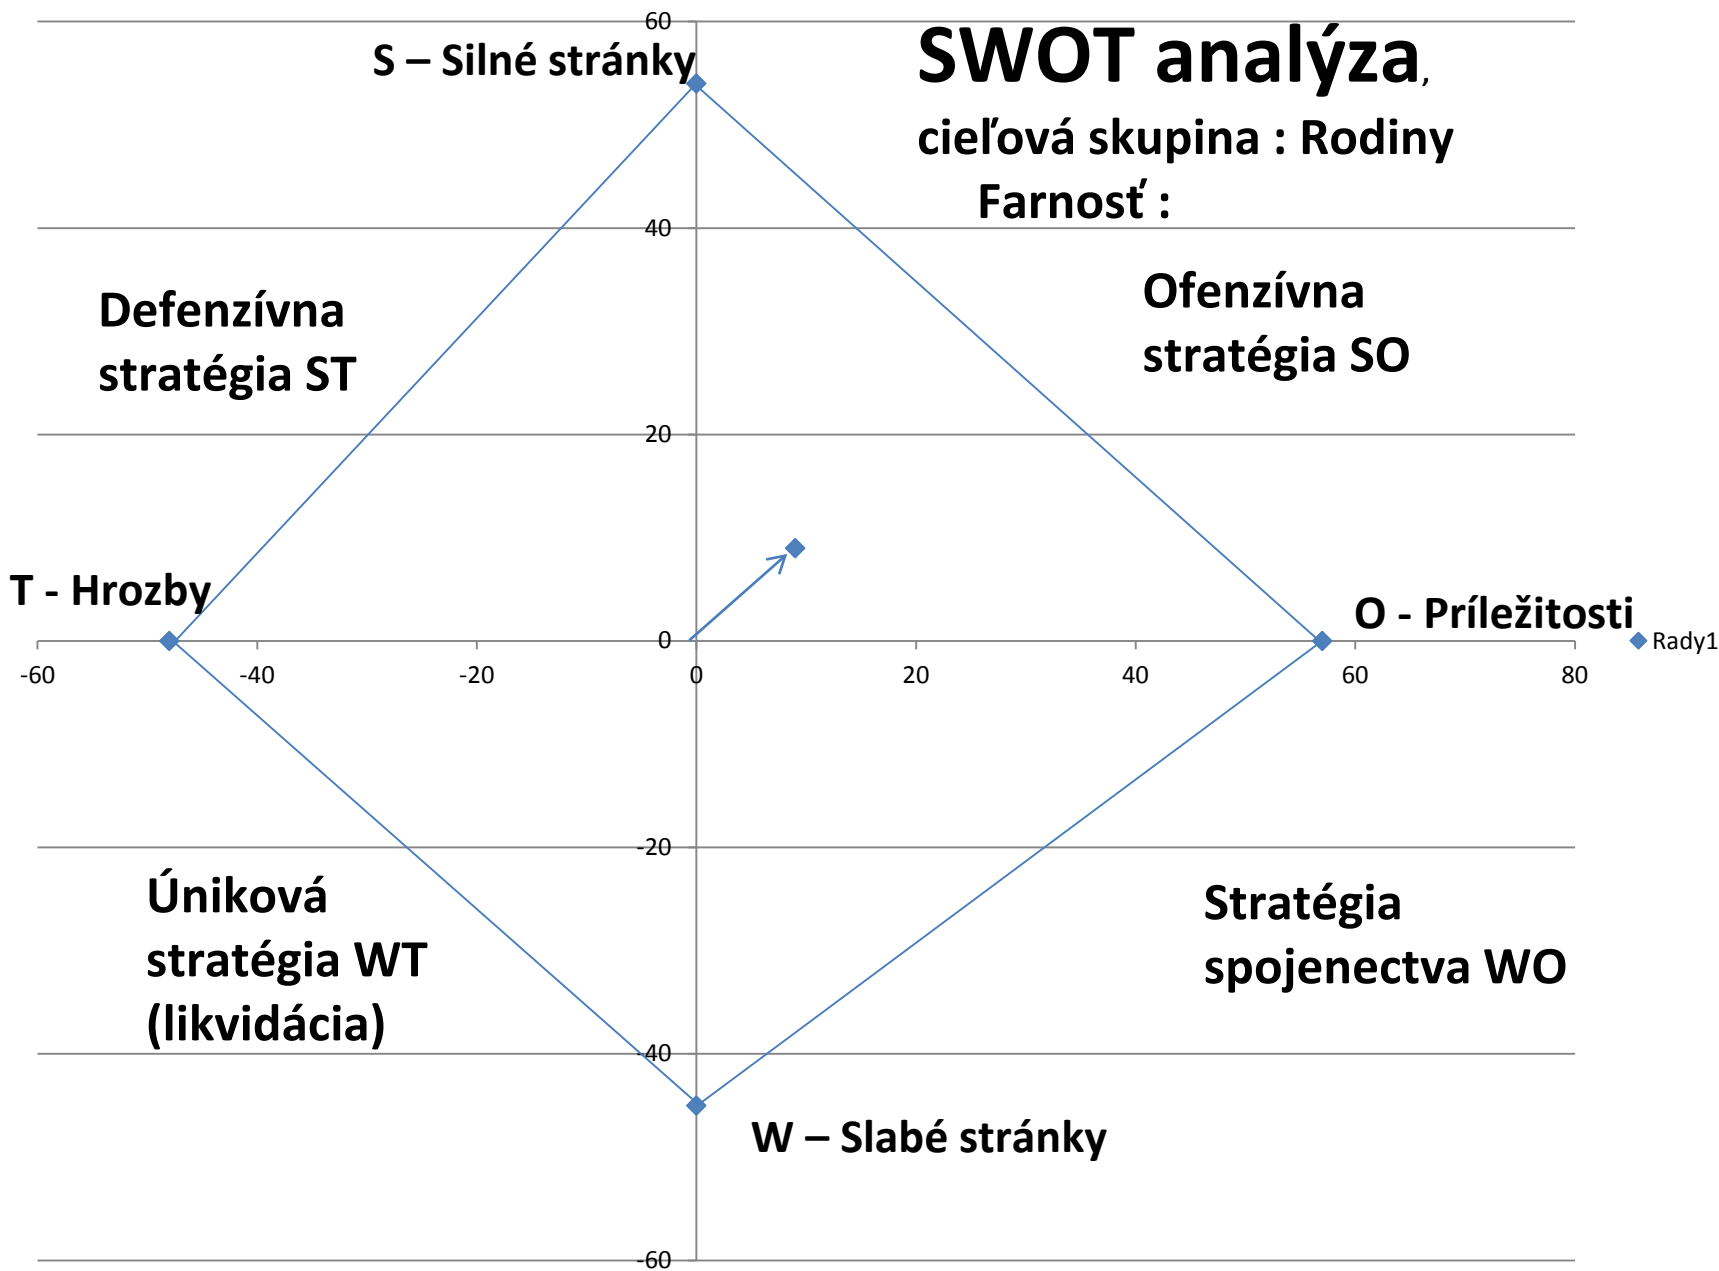 60
S – Silné stránky
SWOT analýza,
cieľová skupina : Rodiny
Farnosť :
40
Defenzívna
stratégia ST
Ofenzívna
stratégia SO
20
T - Hrozby
O - Príležitosti
0
Rady1
-60 -40 -20 0 20 40 60 80
-20
Úniková
stratégia WT
(likvidácia)
Stratégia
spojenectva WO
-40
W – Slabé stránky
-60